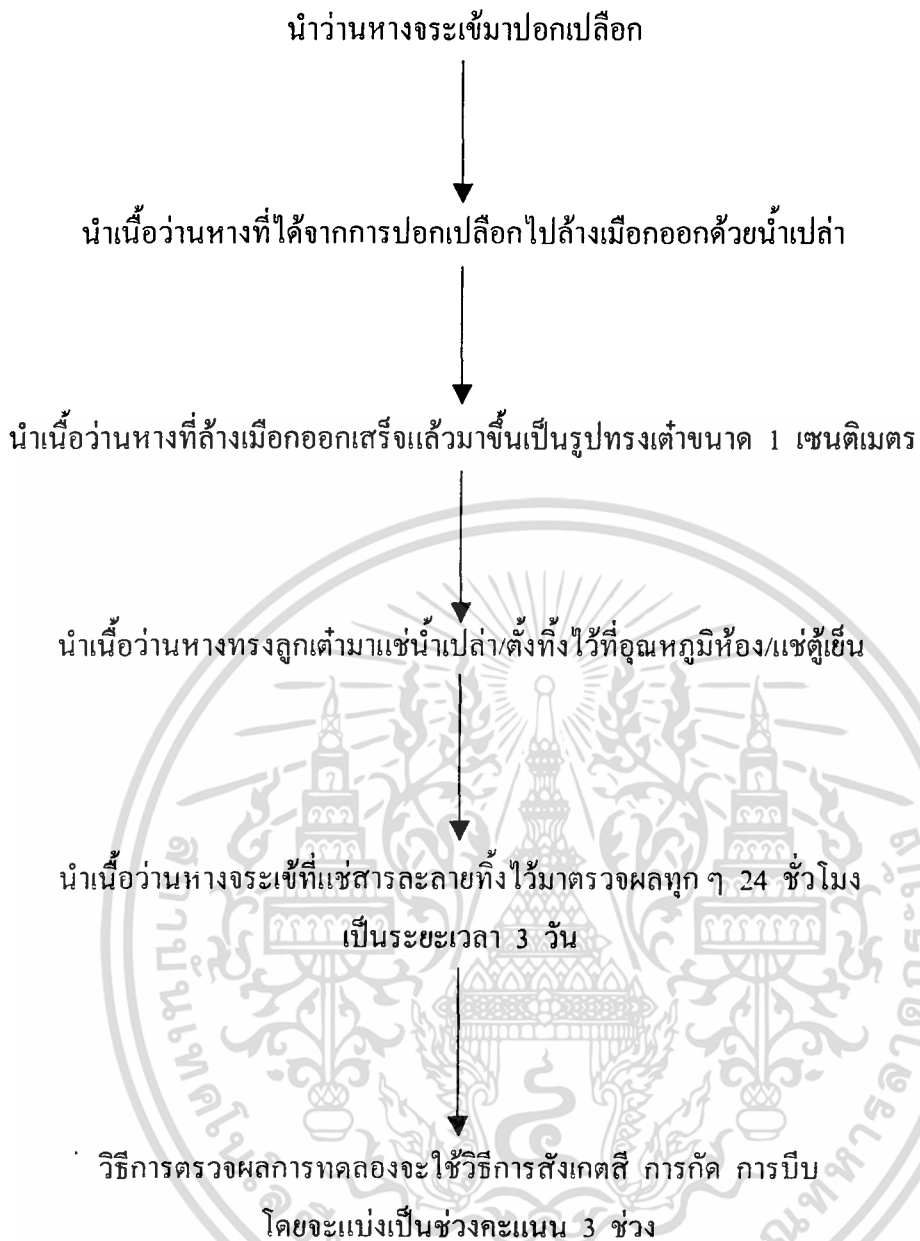 นำว่านหางจระเข้มาปอกเปลือก
นำเนื้อว่านหางที่ได้จากการปอกเปลือกไปล้างเมือกออกด้วยน้ำเปล่า
นำเนื้อว่านหางที่ล้างเมือกออกเสร็จแล้วมาขึ้นเป็นรูปทรงเต๋าขนาด 1 เซนติเมตร
นำเนื้อว่านหางทรงลูกเต๋ามาแช่น้ำเปล่า/ตั้งทิ้งไว้ที่อุณหภูมิห้อง/แช่ตู้เย็น
นำเนื้อว่านหางจระเข้ที่แช่สารละลายทิ้งไว้มาตรวจผลทุก ๆ 24 ชั่วโมง
เป็นระยะเวลา 3 วัน
วิธีการตรวจผลการทดลองจะใช้วิธีการสังเกตสี การกัด การบีบ
โดยจะแบ่งเป็นช่วงคะแนน 3 ช่วง